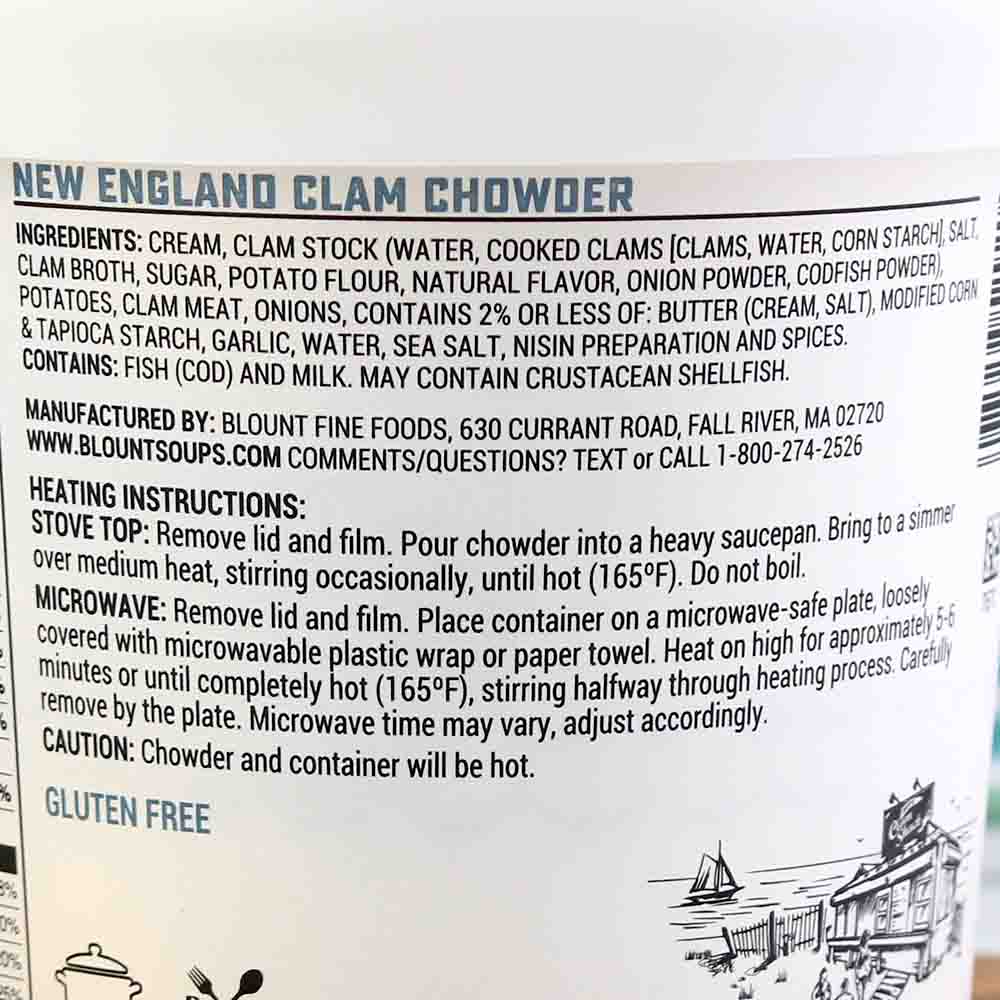 NEW ENGLAND CLAM CHOWDER
INGREDIENTS: CREAM, CLAM STOCK (WATER, COOKED CLAMS [CLAMS, WATER, CORN STARCH], SALT,
CLAM BROTH, SUGAR, POTATO FLOUR, NATURAL FLAVOR, ONION POWDER, CODFISH POWDER),
POTATOES, CLAM MEAT, ONIONS, CONTAINS 2% OR LESS OF: BUTTER (CREAM, SALT), MODIFIED CORN
& TAPIOCA STARCH, GARLIC, WATER, SEA SALT, NISIN PREPARATION AND SPICES.
CONTAINS: FISH (COD) AND MILK. MAY CONTAIN CRUSTACEAN SHELLFISH.
MANUFACTURED BY: BLOUNT FINE FOODS, 630 CURRANT ROAD, FALL RIVER, MA 02720
WWW.BLOUNTSOUPS.COM COMMENTS/QUESTIONS? TEXT or CALL 1-800-274-2526
HEATING INSTRUCTIONS:
STOVE TOP: Remove lid and film. Pour chowder into a heavy saucepan. Bring to a simmer
over medium heat, stirring occasionally, until hot (165ºF). Do not boil.
MICROWAVE: Remove lid and film. Place container on a microwave-safe plate, loosely
covered with microwavable plastic wrap or paper towel. Heat on high for approximately 5-6
minutes or until completely hot (165ºF), stirring halfway through heating process. Carefully
remove by the plate. Microwave time may vary, adjust accordingly.
CAUTION: Chowder and container will be hot.
GLUTEN FREE